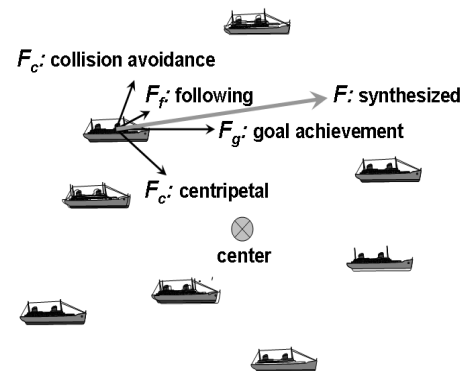 Fc: collision avoidance
Ff: following
F: synthesized
Fg: goal achievement
Fc: centripetal
center